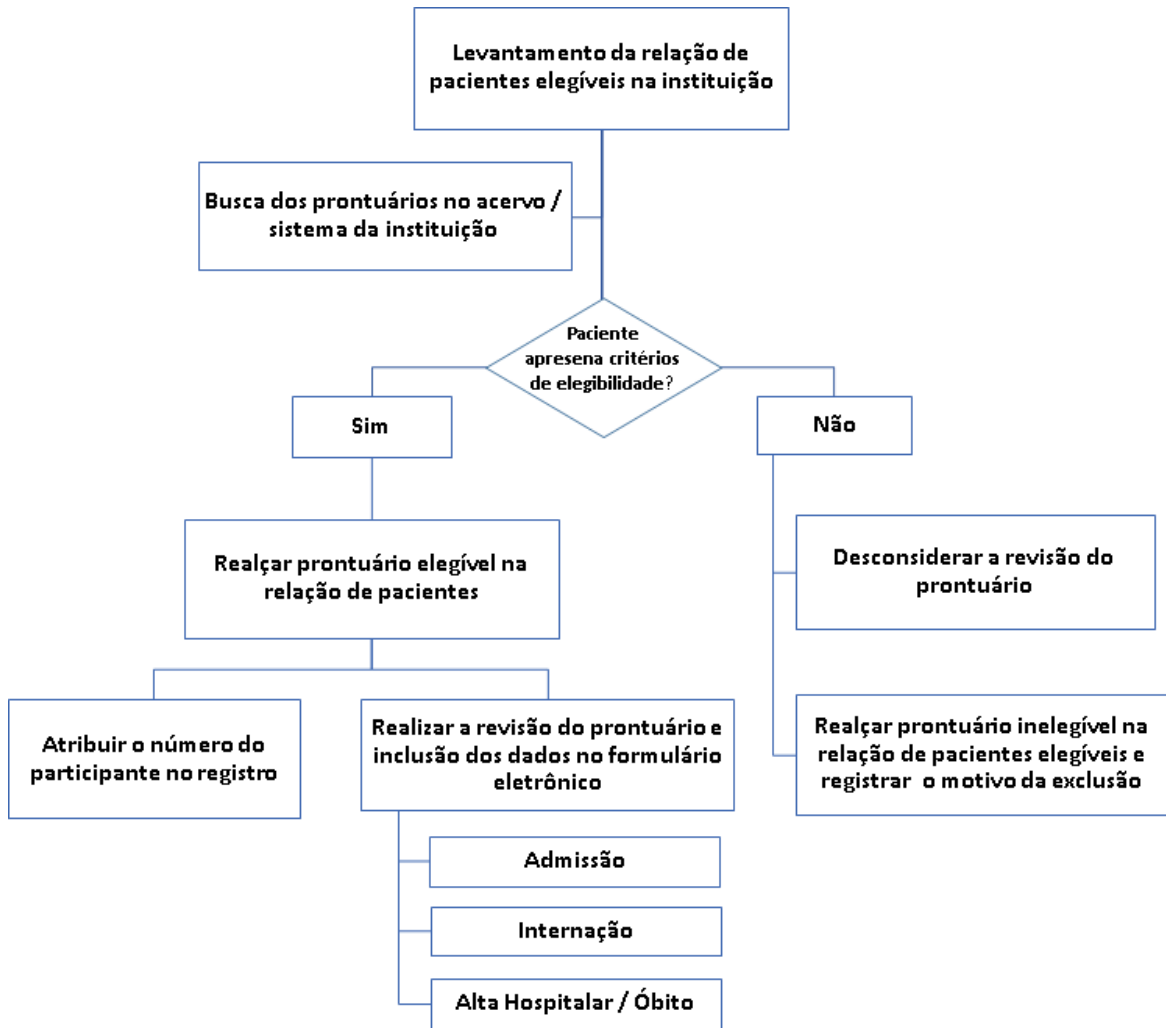 Levantamento da relação de
pacientes elegíveis na instituição
Busca dos prontuários no acervo /
sistema da instituição
Paciente
apresena critérios
de elegibilidade?
Sim
Não
Realçar prontuário elegível na
relação de pacientes
Desconsiderar a revisão do
prontuário
Atribuir o número do
participante no registro
Realizar a revisão do prontuário e
inclusão dos dados no formulário
eletrônico
Realçar prontuário inelegível na
relação de pacientes elegíveis e
registrar o motivo da exclusão
Admissão
Internação
Alta Hospitalar / Óbito